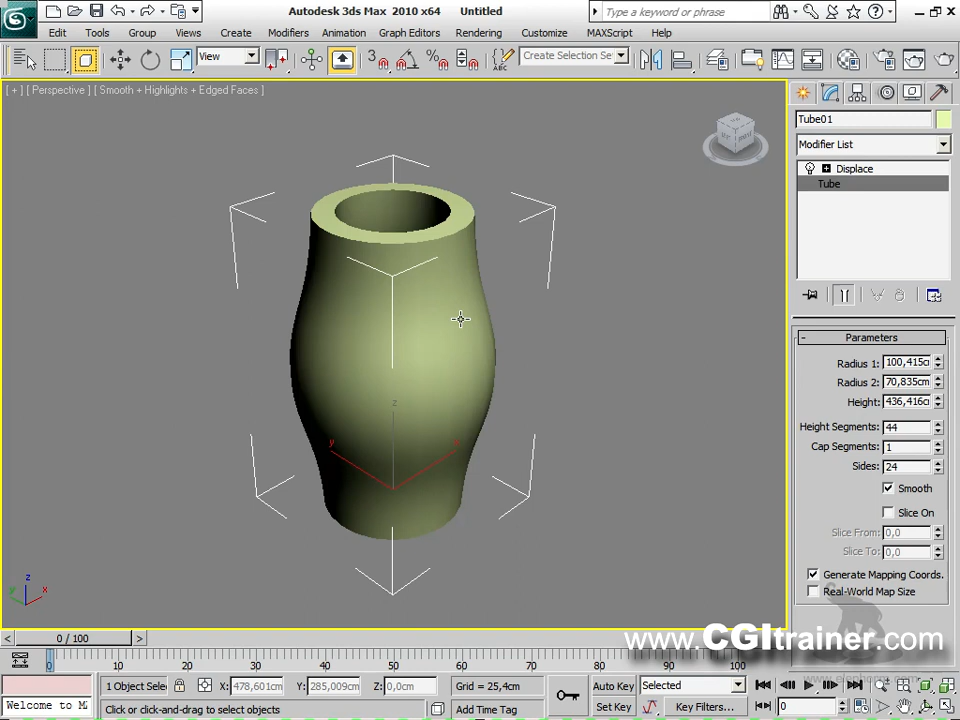 Autodesk 3ds Max 2010 x64 Untitled
Type a keyword or phrase
Edit Tools Group Views Create Modifiers Animation Graph Editors Rendering Customize MAXScript Help
View
3
Create Selection Se
[ + ] [ Perspective ] [ Smooth + Highlights + Edged Faces ]
Tube01
Modifier List
Displace
Tube
Parameters
Radius 1: 100,415c
Radius 2: 70,835cm
Height: 436,416c
Height Segments: 44
Cap Segments: 1
Sides: 24
Smooth
Slice On
Slice From: 0,0
Slice To: 0,0
Generate Mapping Coords.
Real-World Map Size
z
y
x
z
x
y
0 / 100
www.CGItrainer.com
0 10 20 30 40 50 60 70 80 90 100
1 Object Sele
X: 478,601cm
Y: 285,009cm
Z: 0,0cm
Grid = 25,4cm
Auto Key
Selected
Welcome to M
Click or click-and-drag to select objects
Add Time Tag
Set Key
Key Filters...
0